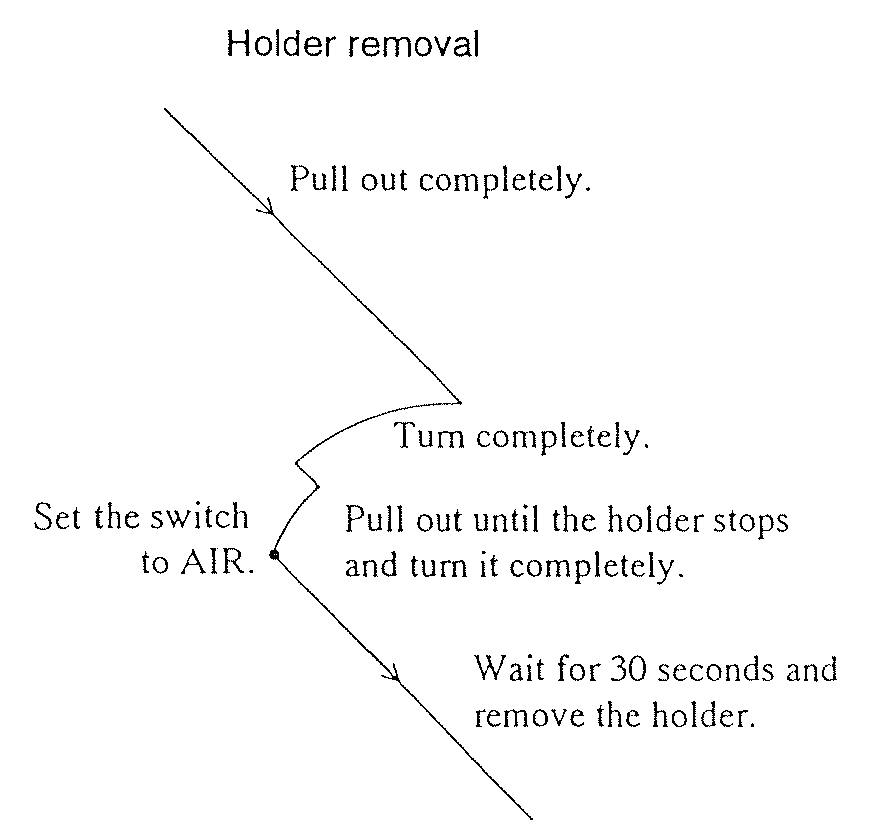 Holder removal
Pull out completely.
Turn completely.
Set the switch
to AIR.
Pull out until the holder stops
and turn it completely.
Wait for 30 seconds and
remove the holder.